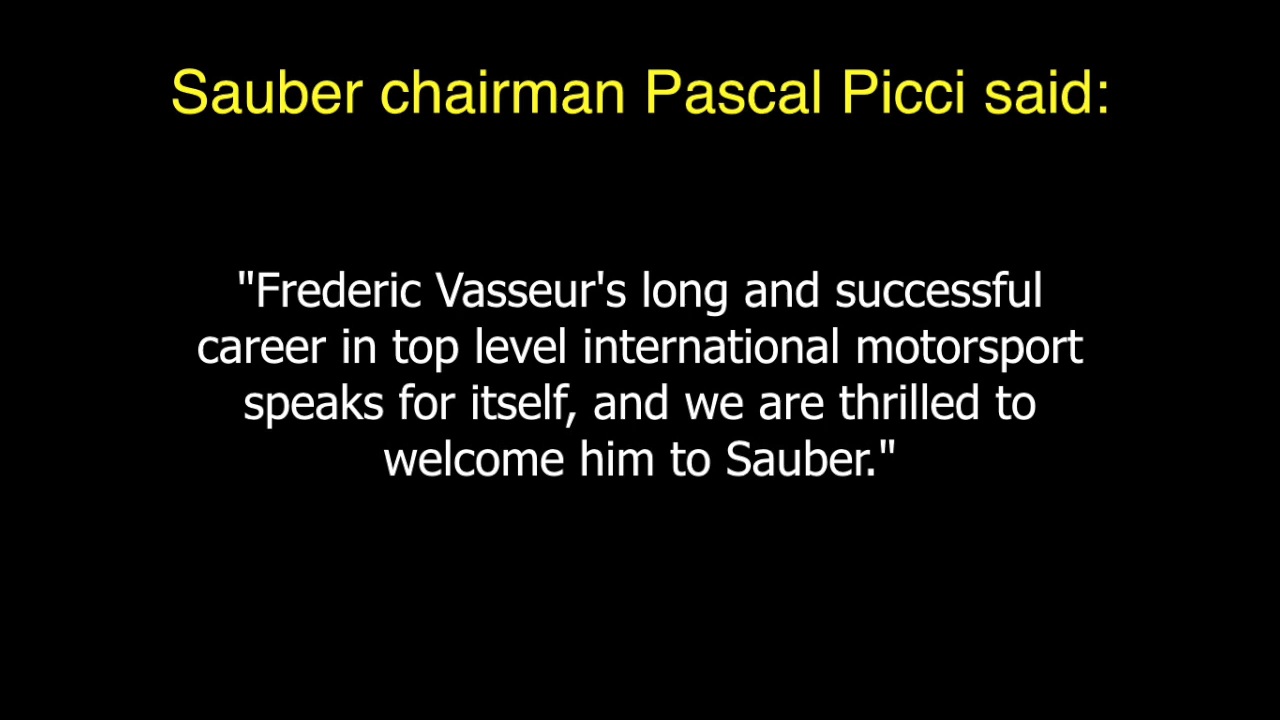 Sauber chairman Pascal Picci said:
"Frederic Vasseur's long and successful
career in top level international motorsport
speaks for itself, and we are thrilled to
welcome him to Sauber."